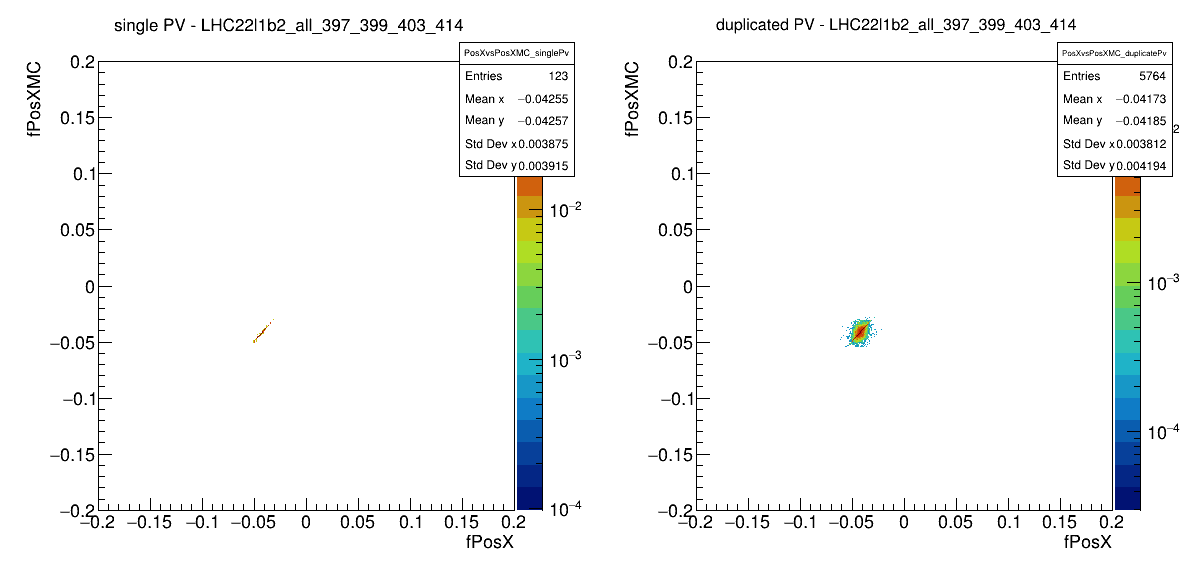 single PV - LHC22l1b2_all_397_399_403_414
PosXvsPosXMC_singlePv
Entries 123
Mean x −0.04255
Mean y −0.04257
Std Dev x 0.003875
Std Dev y 0.003915
fPosXMC
0.2
0.15
0.1
0.05
0
−0.05
−0.1
−0.15
−0.2
−0.2 −0.15 −0.1 −0.05 0 0.05 0.1 0.15 0.2
fPosX
10−2
10−3
10−4
duplicated PV - LHC22l1b2_all_397_399_403_414
PosXvsPosXMC_duplicatePv
Entries 5764
Mean x −0.04173
Mean y −0.04185
Std Dev x 0.003812
Std Dev y 0.004194
fPosXMC
0.2
0.15
0.1
0.05
0
−0.05
−0.1
−0.15
−0.2
−0.2 −0.15 −0.1 −0.05 0 0.05 0.1 0.15 0.2
fPosX
2
10−3
10−4